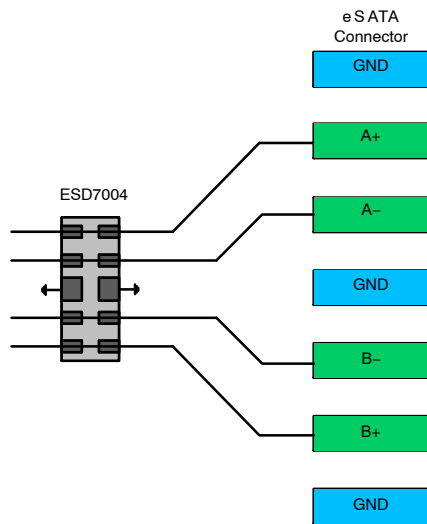 eSATA
Connector
GND
A+
ESD7004
A−
GND
B−
B+
GND